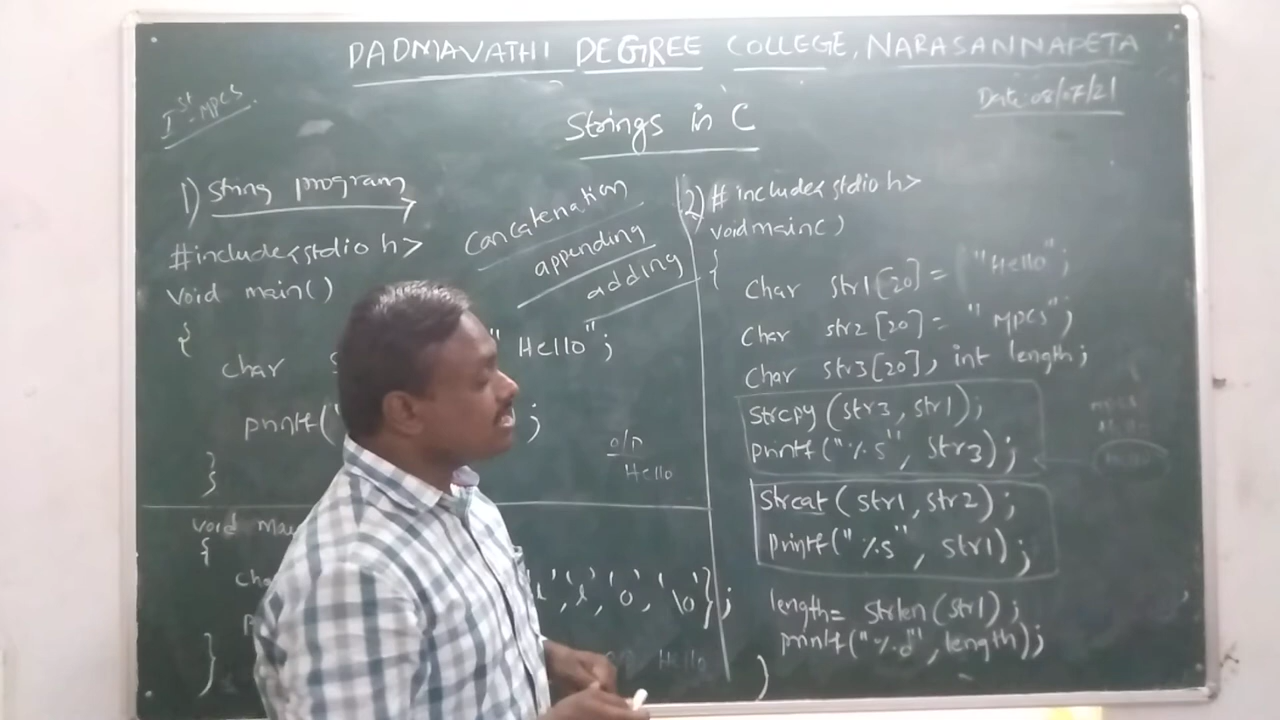 PADMAVATHI DEGREE COLLEGE, NARASANNAPETA
Ist MPCS
Date: 08/07/21
Strings in C
1) String program
#include<stdio h>
void main()
{
char "Hello";
printf(" ;
}
o/p
Hello
Concatenation
appending
adding
void
{
'l','o','\0'};
}
o/p Hello
2) #include<stdio h>
void main()
{
char str1[20] = "Hello";
char str2[20] = "MPCS";
char str3[20], int length;
strcpy(str3, str1);
printf("%s", str3);
strcat(str1, str2);
printf("%s", str1);
length= strlen(str1);
printf("%d", length);
}